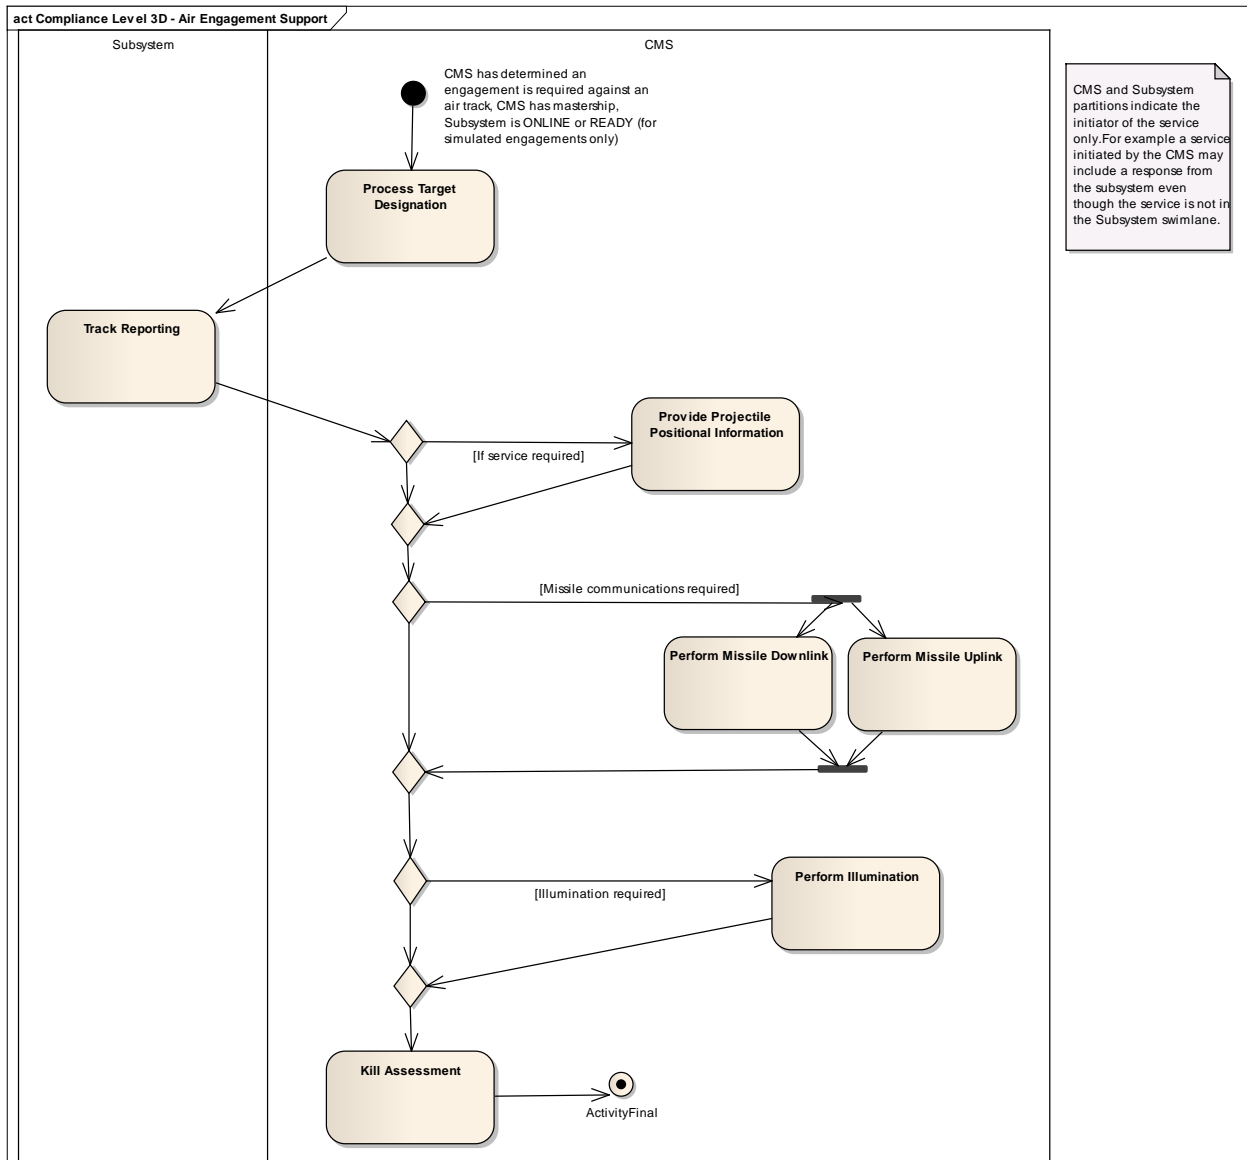 act Compliance Level 3D - Air Engagement Support
Subsystem
CMS
CMS has determined an
engagement is required against an
air track, CMS has mastership,
Subsystem is ONLINE or READY (for
simulated engagements only)
CMS and Subsystem
partitions indicate the
initiator of the service
only.For example a service
initiated by the CMS may
include a response from
the subsystem even
though the service is not in
the Subsystem swimlane.
Process Target
Designation
Track Reporting
Provide Projectile
Positional Information
[If service required]
[Missile communications required]
Perform Missile Downlink
Perform Missile Uplink
Perform Illumination
[Illumination required]
Kill Assessment
ActivityFinal